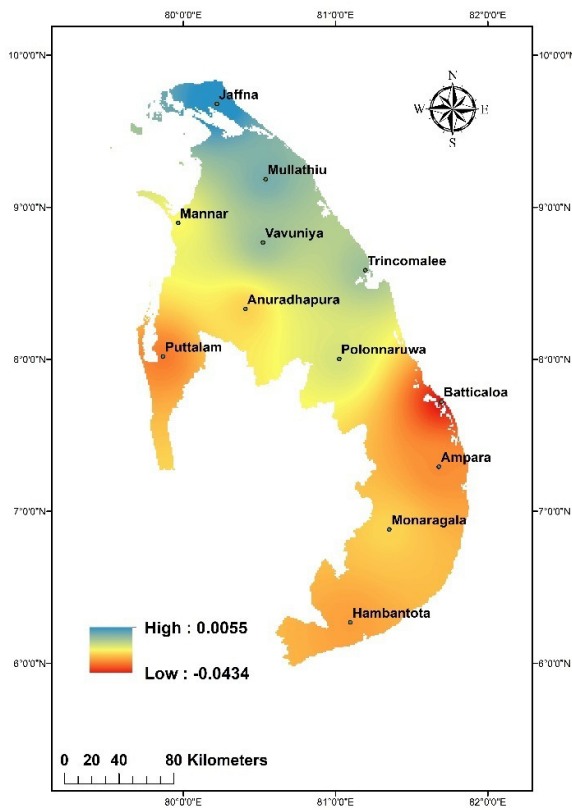 80°0'0"E 81°0'0"E 82°0'0"E
10°0'0"N 10°0'0"N
N
W E
S
Jaffna
Mullathiu
9°0'0"N 9°0'0"N
Mannar
Vavuniya
Trincomalee
Anuradhapura
Puttalam
Polonnaruwa
8°0'0"N 8°0'0"N
Batticaloa
Ampara
7°0'0"N 7°0'0"N
Monaragala
Hambantota
High : 0.0055
6°0'0"N 6°0'0"N
Low : -0.0434
0 20 40 80 Kilometers
80°0'0"E 81°0'0"E 82°0'0"E